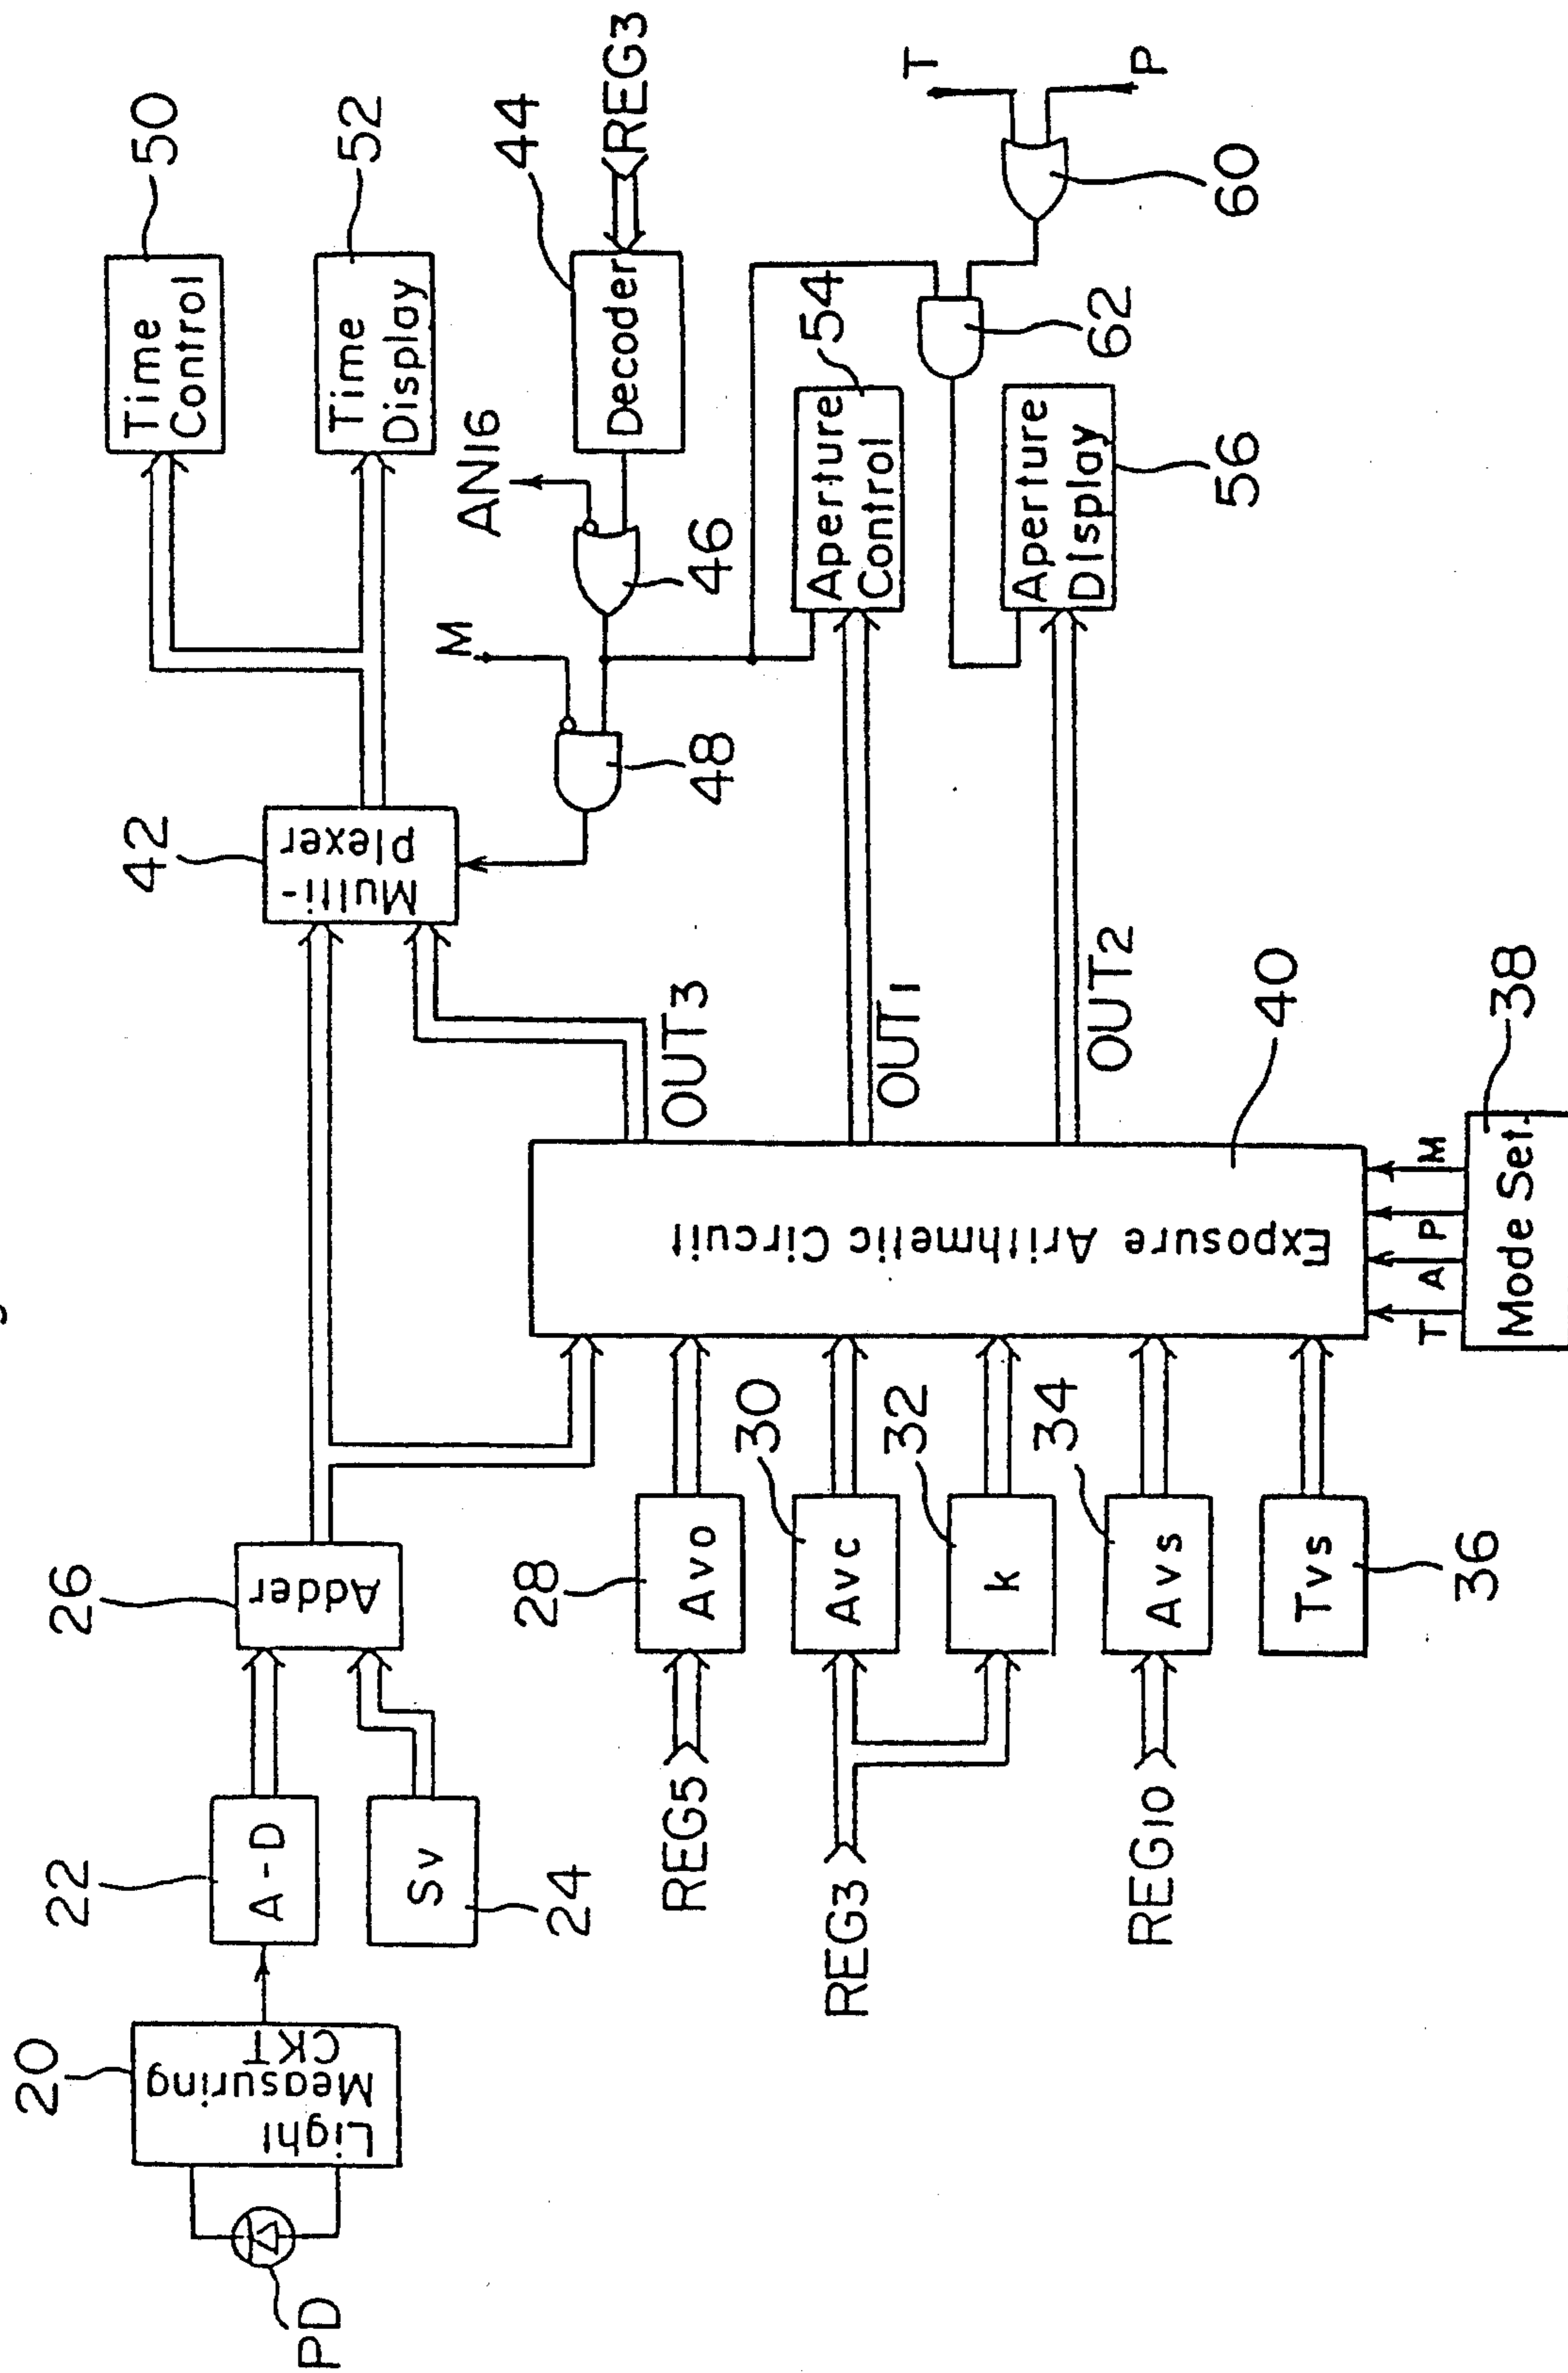 50
Time
Control
52
Time
Display
44
Decoder
REG3
AN16
46
M
48
42
Multi-
plexer
54
Aperture
Control
62
60
T
P
56
Aperture
Display
OUT3
OUT1
OUT2
40
Exposure Arithmetic Circuit
38
Mode Set.
T
A
P
M
26
Adder
22
A-D
Sv
24
20
Light
Measuring
CKT
PD
28
Avo
REG5
30
Avc
REG3
32
k
34
Avs
REG10
Tvs
36